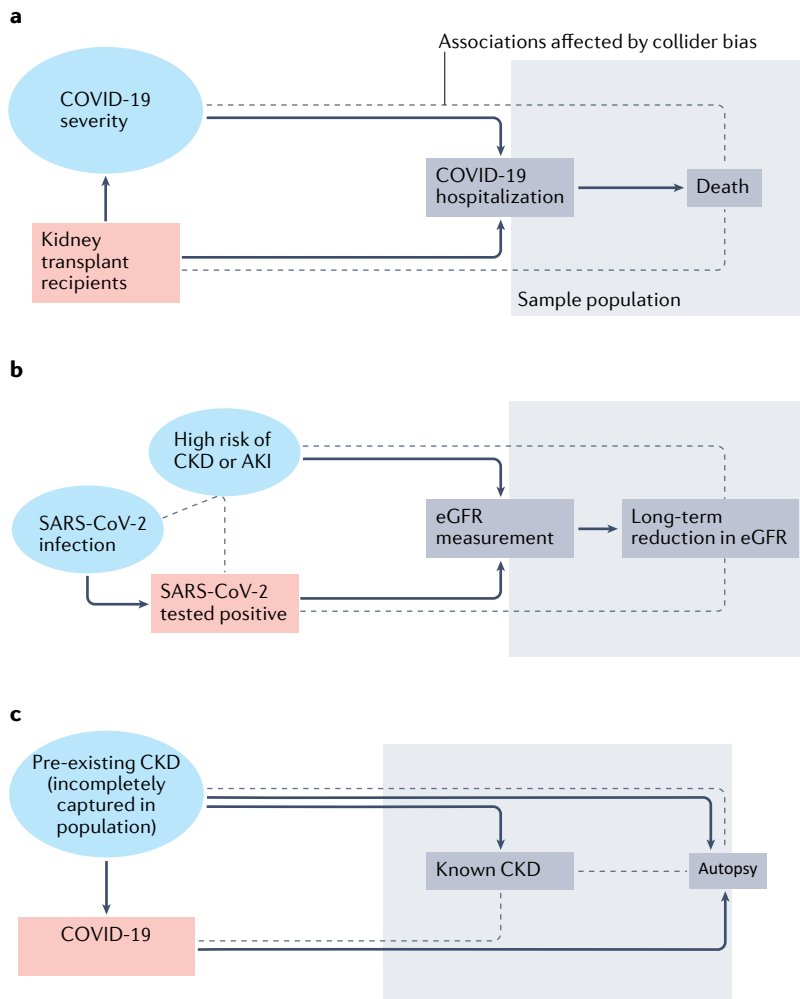 a
Associations affected by collider bias
COVID-19
severity
COVID-19
hospitalization
Death
Kidney
transplant
recipients
Sample population
b
High risk of
CKD or AKI
SARS-CoV-2
infection
eGFR
measurement
Long-term
reduction in eGFR
SARS-CoV-2
tested positive
c
Pre-existing CKD
(incompletely
captured in
population)
Known CKD
Autopsy
COVID-19